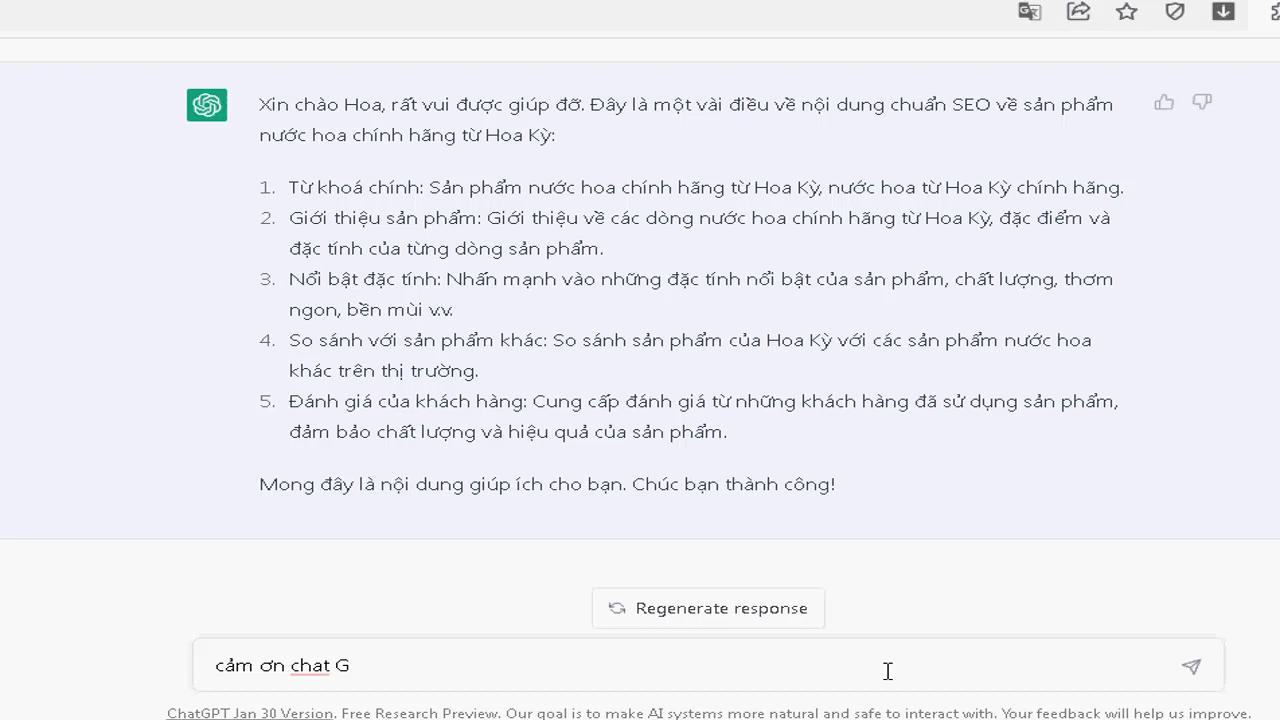 Xin chào Hoa, rất vui được giúp đỡ. Đây là một vài điều về nội dung chuẩn SEO về sản phẩm
nước hoa chính hãng từ Hoa Kỳ:
1. Từ khoá chính: Sản phẩm nước hoa chính hãng từ Hoa Kỳ, nước hoa từ Hoa Kỳ chính hãng.
2. Giới thiệu sản phẩm: Giới thiệu về các dòng nước hoa chính hãng từ Hoa Kỳ, đặc điểm và
đặc tính của từng dòng sản phẩm.
3. Nổi bật đặc tính: Nhấn mạnh vào những đặc tính nổi bật của sản phẩm, chất lượng, thơm
ngon, bền mùi v.v.
4. So sánh với sản phẩm khác: So sánh sản phẩm của Hoa Kỳ với các sản phẩm nước hoa
khác trên thị trường.
5. Đánh giá của khách hàng: Cung cấp đánh giá từ những khách hàng đã sử dụng sản phẩm,
đảm bảo chất lượng và hiệu quả của sản phẩm.
Mong đây là nội dung giúp ích cho bạn. Chúc bạn thành công!
Regenerate response
cảm ơn chat G
ChatGPT Jan 30 Version. Free Research Preview. Our goal is to make AI systems more natural and safe to interact with. Your feedback will help us improve.